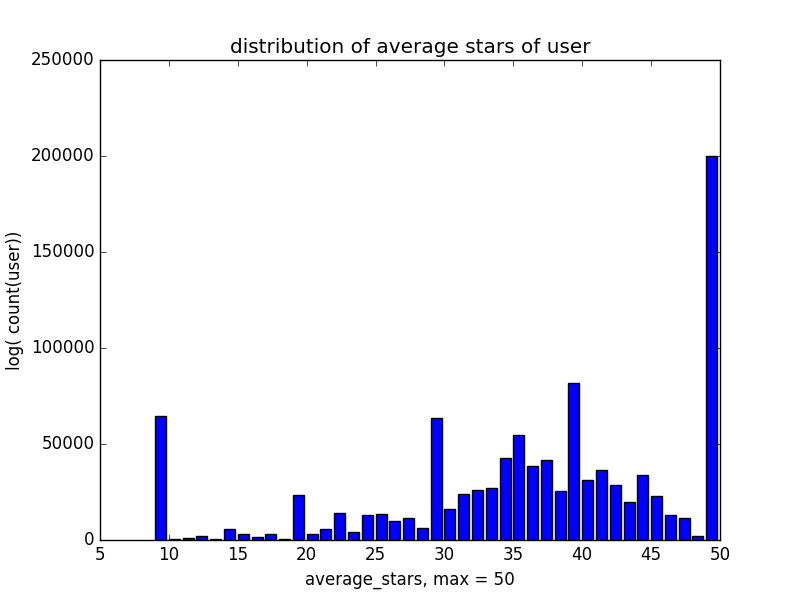 distribution of average stars of user
250000
200000
150000
100000
50000
0
log( count(user))
5 10 15 20 25 30 35 40 45 50
average_stars, max = 50